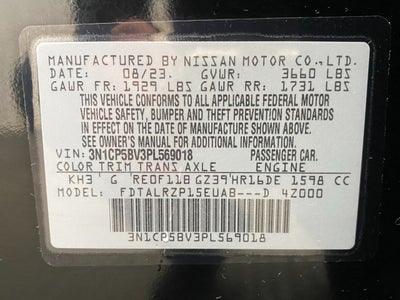 MANUFACTURED BY NISSAN MOTOR CO.,LTD.
DATE: 08/23. GVWR: 3660 LBS
GAWR FR: 1929 LBS GAWR RR: 1731 LBS
THIS VEHICLE CONFORMS TO ALL APPLICABLE FEDERAL MOTOR
VEHICLE SAFETY, BUMPER AND THEFT PREVENTION STANDARDS
IN EFFECT ON THE DATE OF MANUFACTURE SHOWN ABOVE.
SEE OWNER'S MANUAL FOR ADDITIONAL INFORMATION.
VIN: 3N1CP5BV3PL569018 PASSENGER CAR.
COLOR TRIM TRANS AXLE ENGINE
KH3 G RE0F11B GZ39 HR16DE 1598 CC
MODEL: FDTALRZP15EUAB---D 4Z000
3N1CP5BV3PL569018